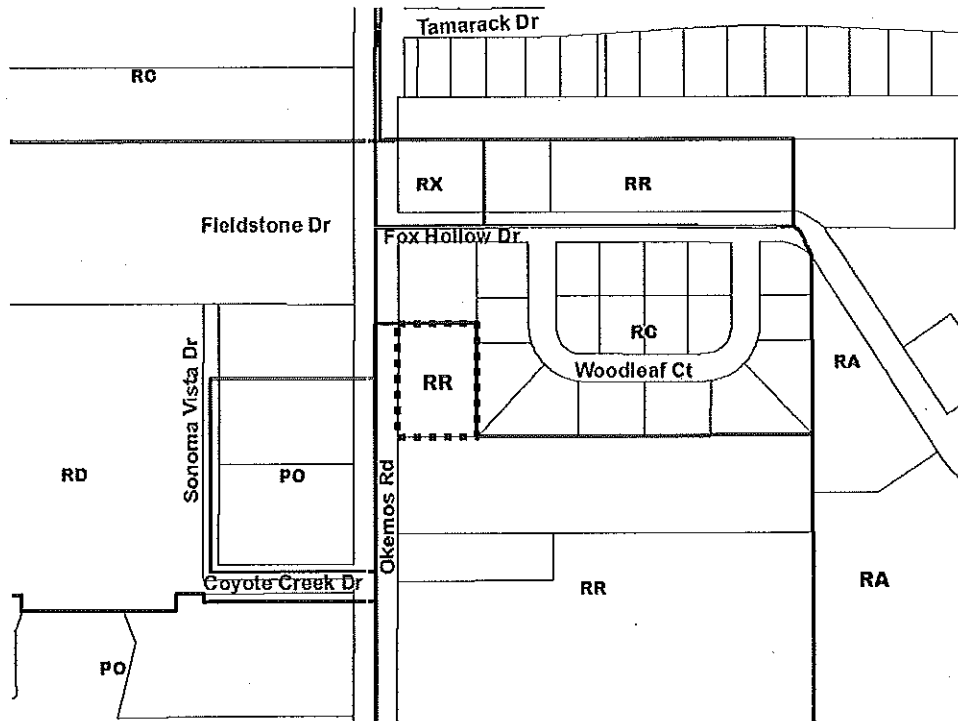 Tamarack Dr
RC
RX
RR
Fieldstone Dr
Fox Hollow Dr
RC
RR
Woodleaf Ct
RA
Sonoma Vista Dr
RD
PO
Okemos Rd
Coyote Creek Dr
RR
RA
PO